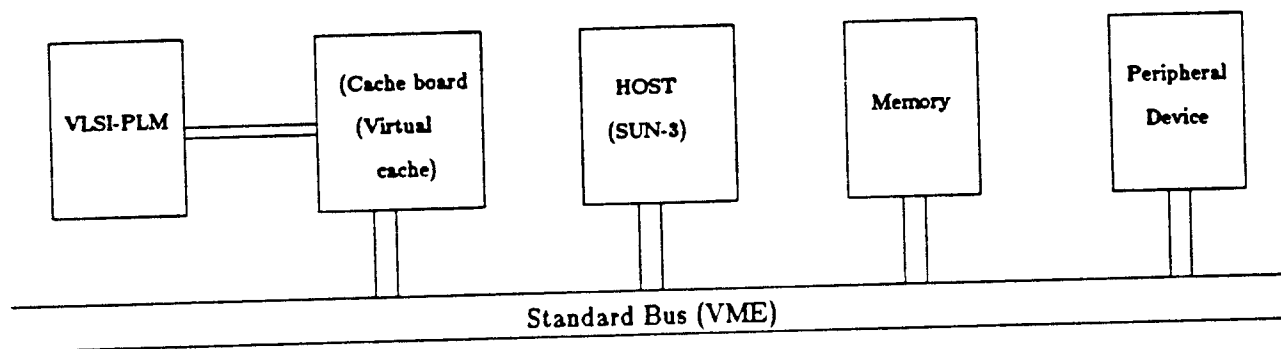 VLSI-PLM
(Cache board
(Virtual
cache)
HOST
(SUN-3)
Memory
Peripheral
Device
Standard Bus (VME)